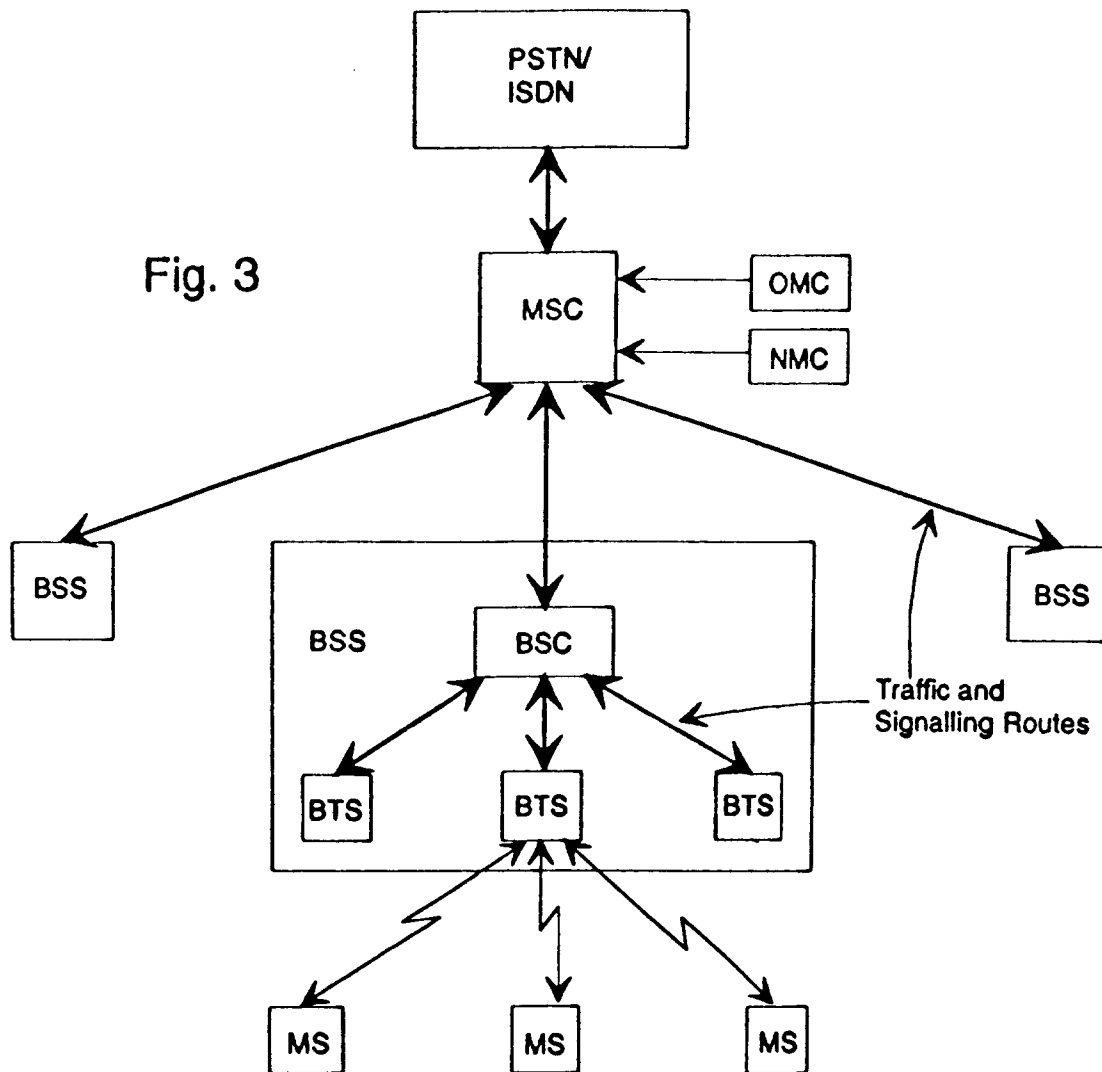 PSTN/
ISDN
Fig. 3
MSC
OMC
NMC
BSS
BSS
BSS
BSC
Traffic and
Signalling Routes
BTS
BTS
BTS
MS
MS
MS